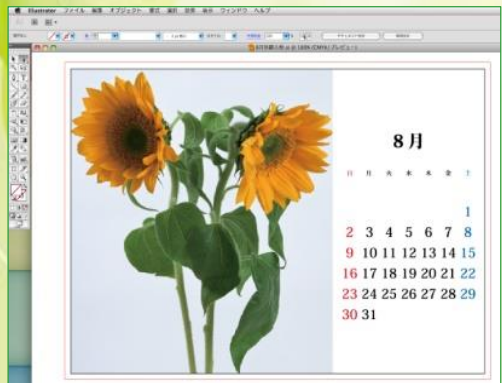 Illustrator ファイル 編集 オブジェクト 書式 選択 効果 表示 ウィンドウ ヘルプ
8月
日 月 火 水 木 金 土
1
2 3 4 5 6 7 8
9 10 11 12 13 14 15
16 17 18 19 20 21 22
23 24 25 26 27 28 29
30 31